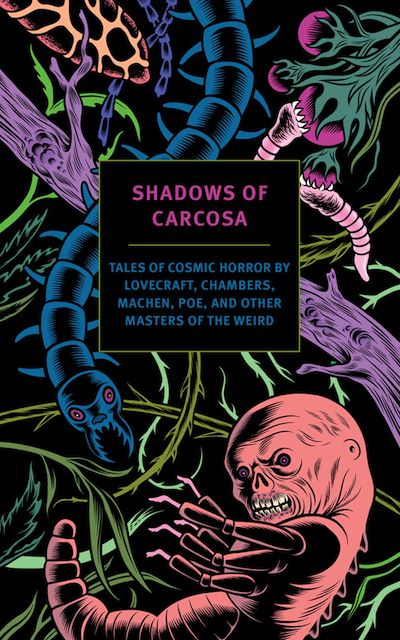 SHADOWS OF
CARCOSA
TALES OF COSMIC HORROR BY
LOVECRAFT, CHAMBERS,
MACHEN, POE, AND OTHER
MASTERS OF THE WEIRD